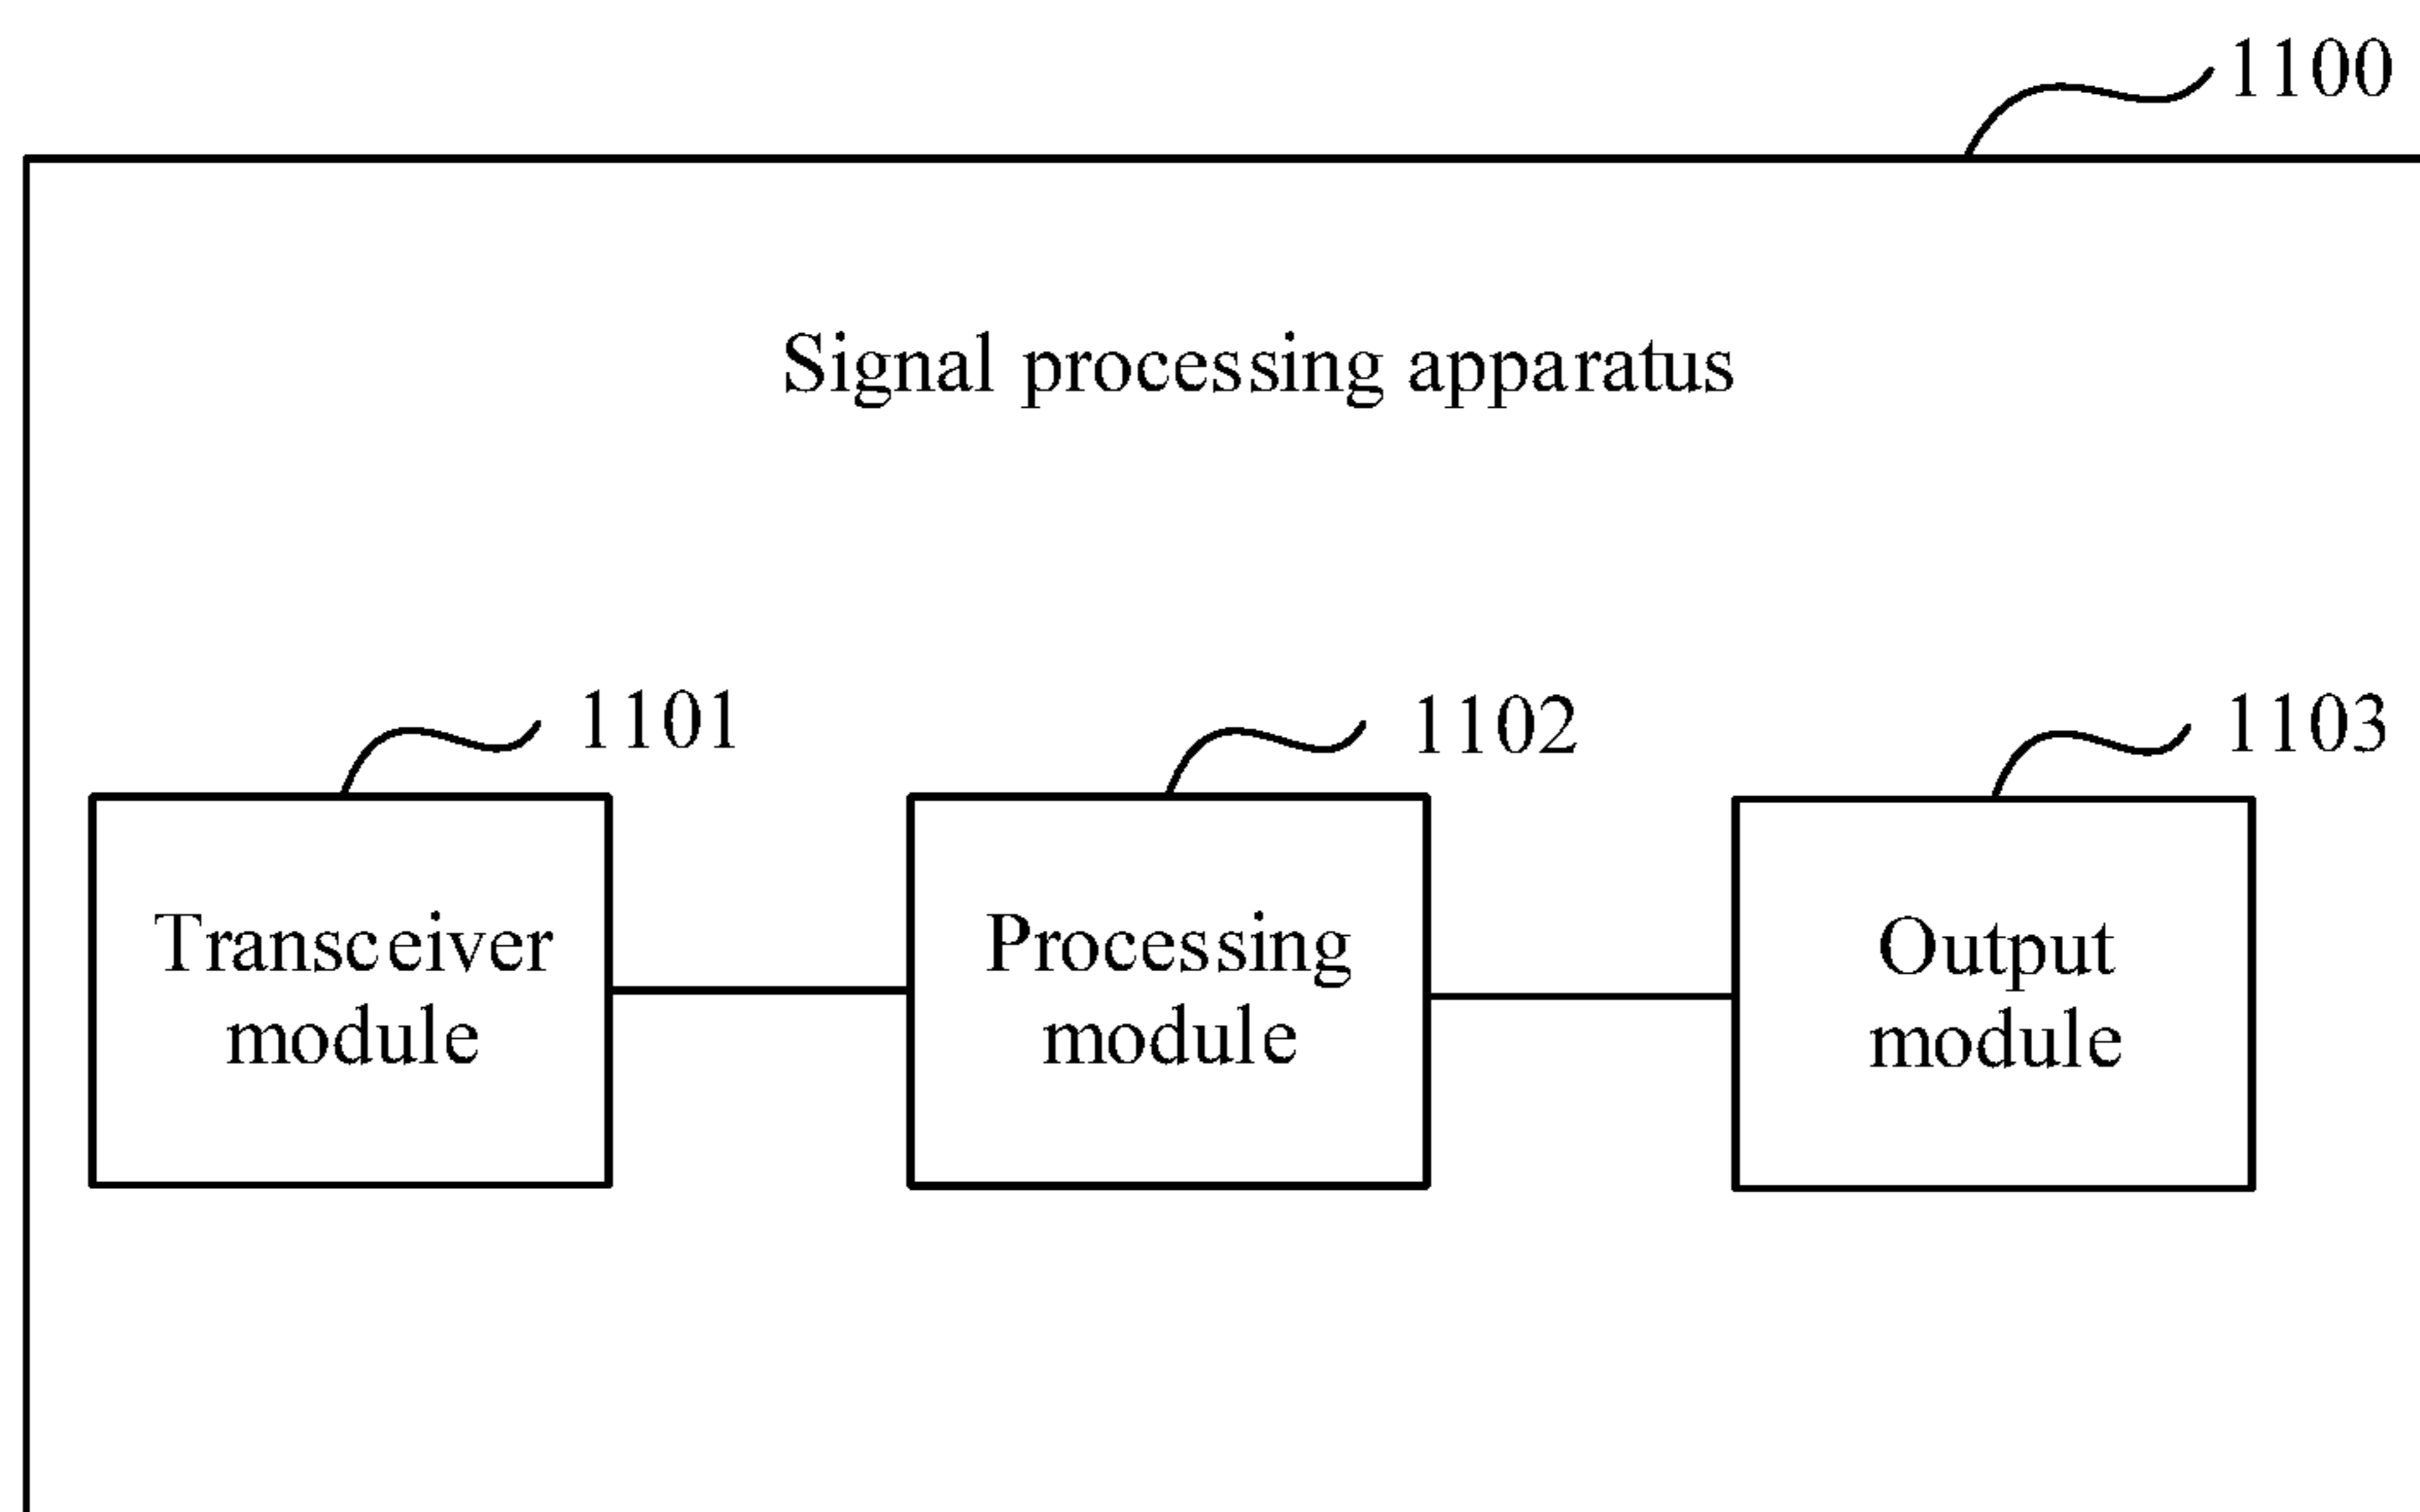 1100
Signal processing apparatus
1101
1102
1103
Transceiver
module
Processing
module
Output
module